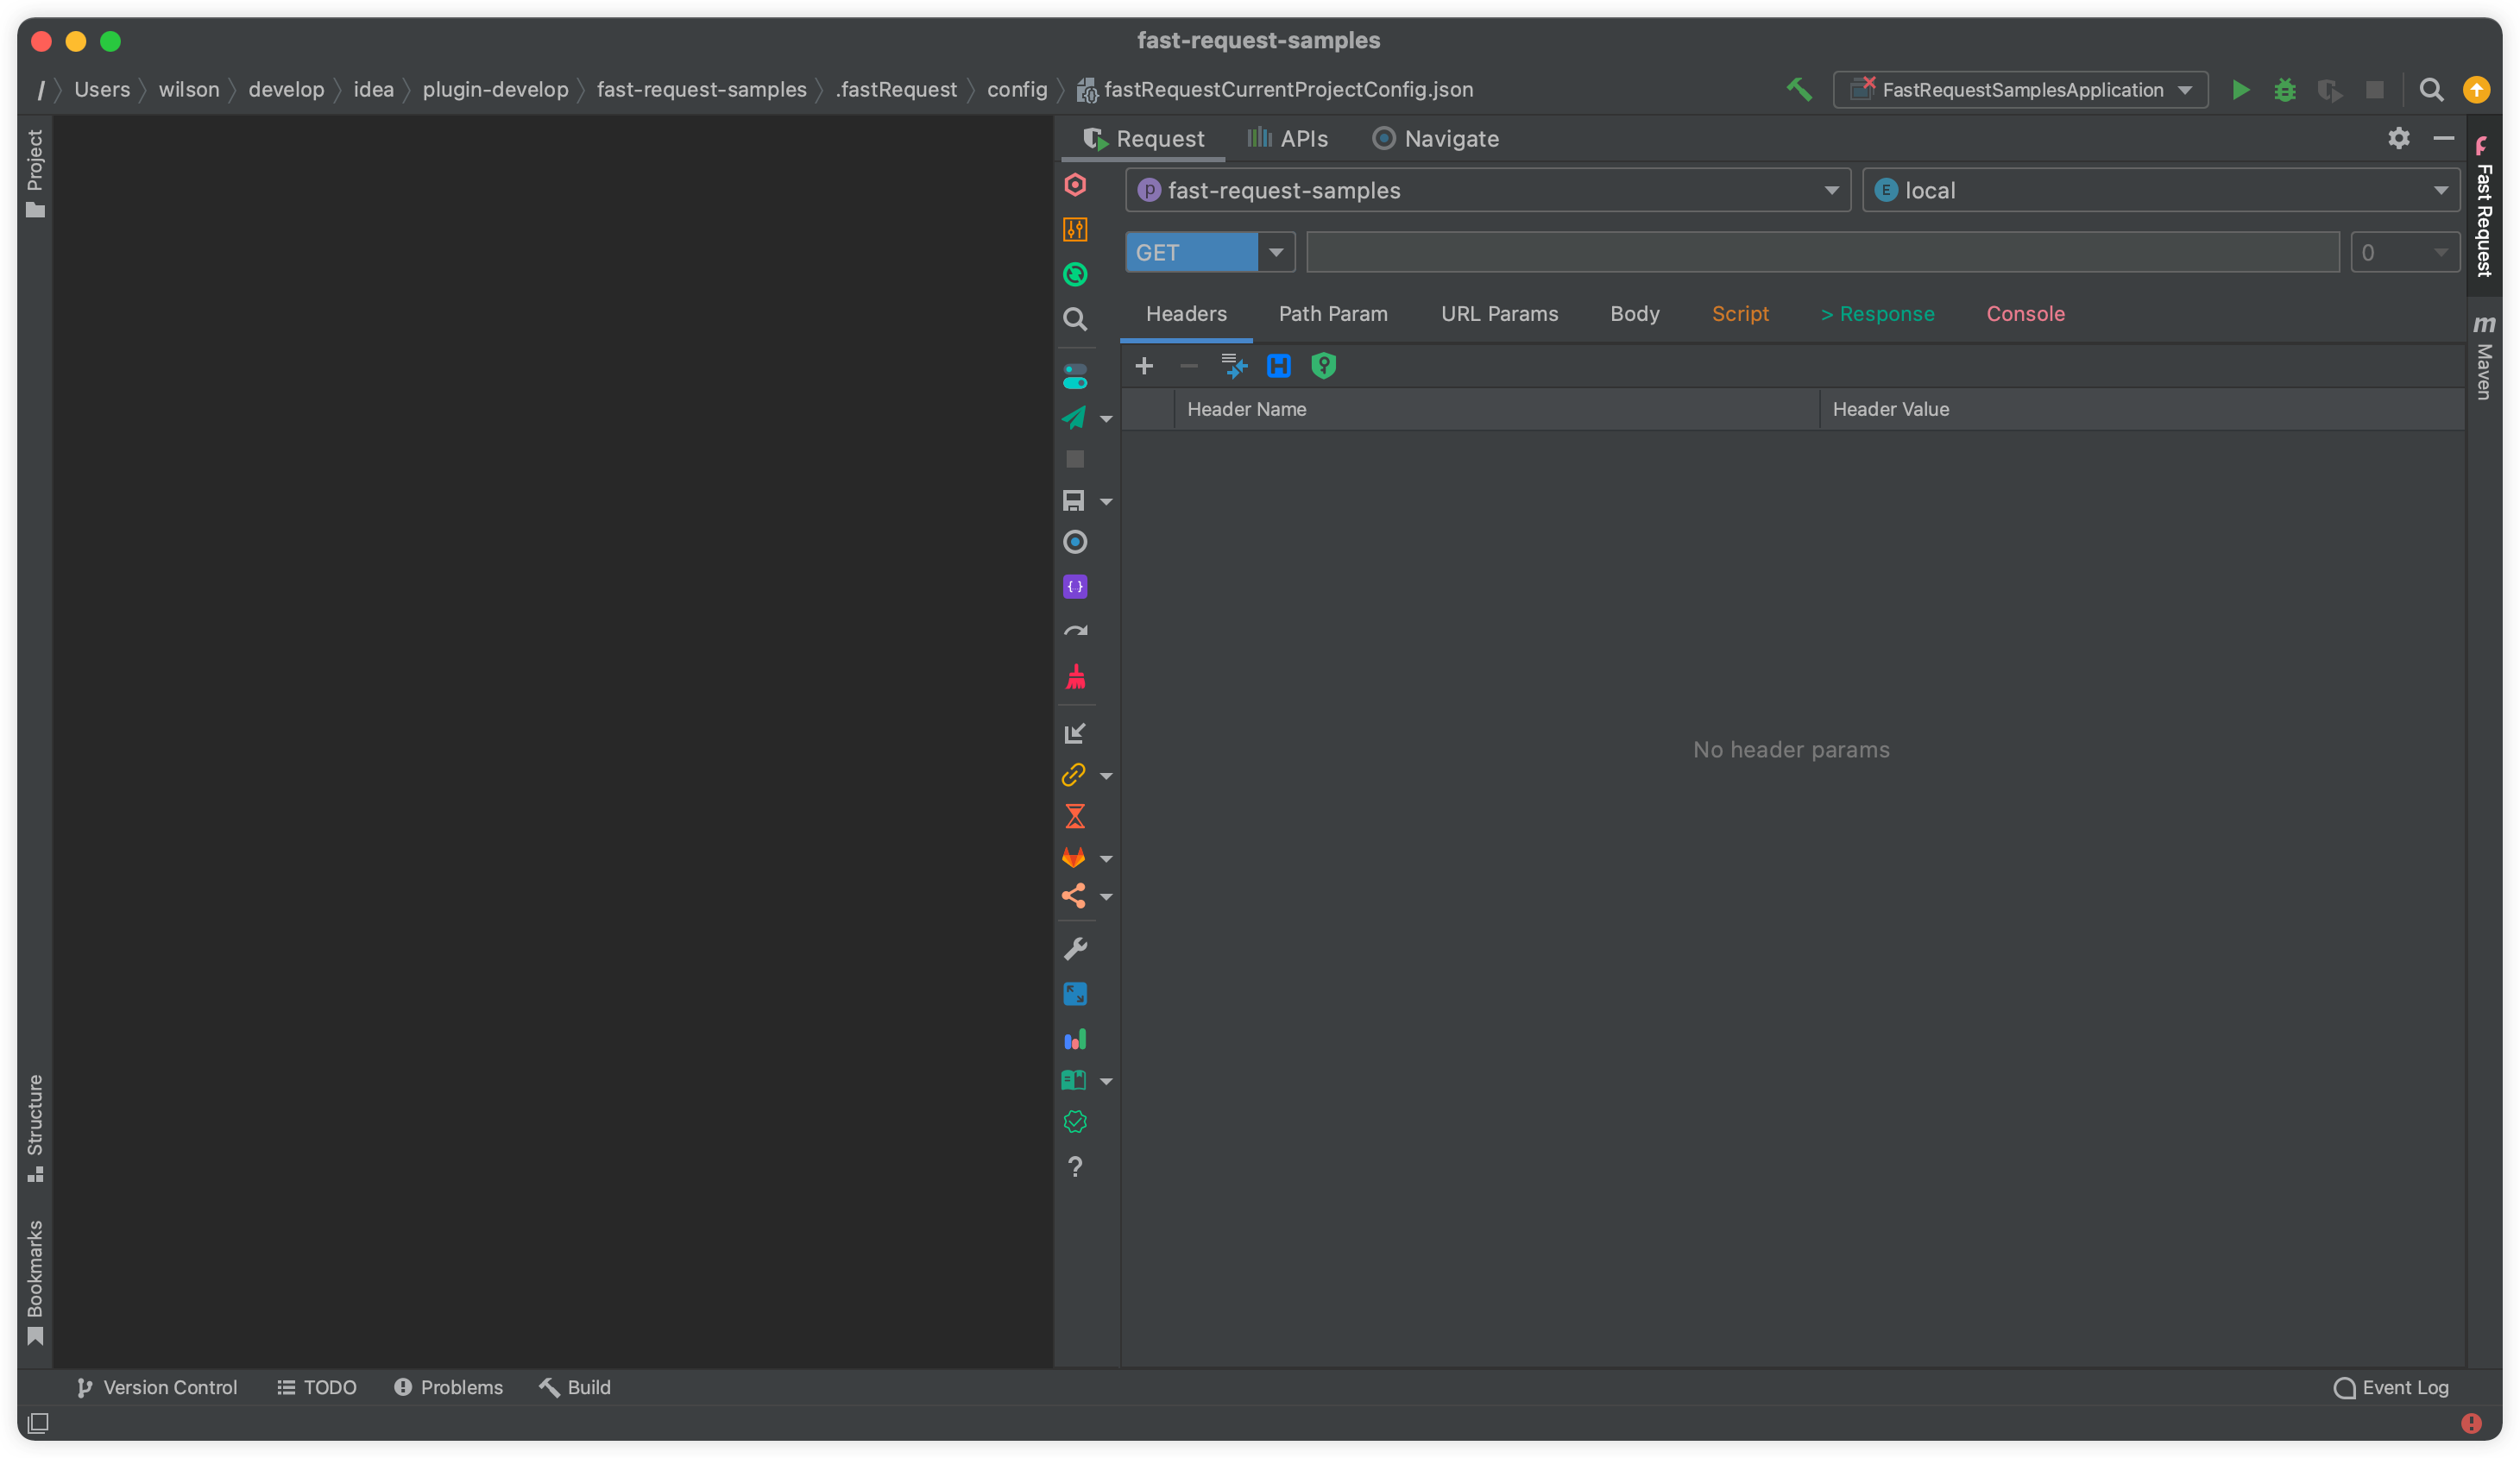 fast-request-samples
/ Users wilson develop idea plugin-develop fast-request-samples .fastRequest config fastRequestCurrentProjectConfig.json FastRequestSamplesApplication
Project
Request APIs Navigate
Fast Request
p fast-request-samples E local
GET 0
Headers Path Param URL Params Body Script > Response Console
m Maven
Header Name Header Value
No header params
?
Structure
Bookmarks
Version Control TODO Problems Build Event Log